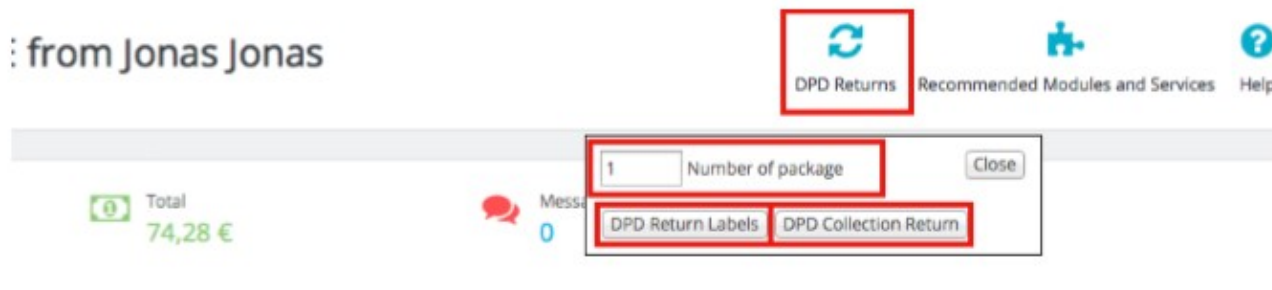 from Jonas Jonas
DPD Returns
Recommended Modules and Services
Help
1 Number of package
Close
Total
74,28 €
0
DPD Return Labels
DPD Collection Return